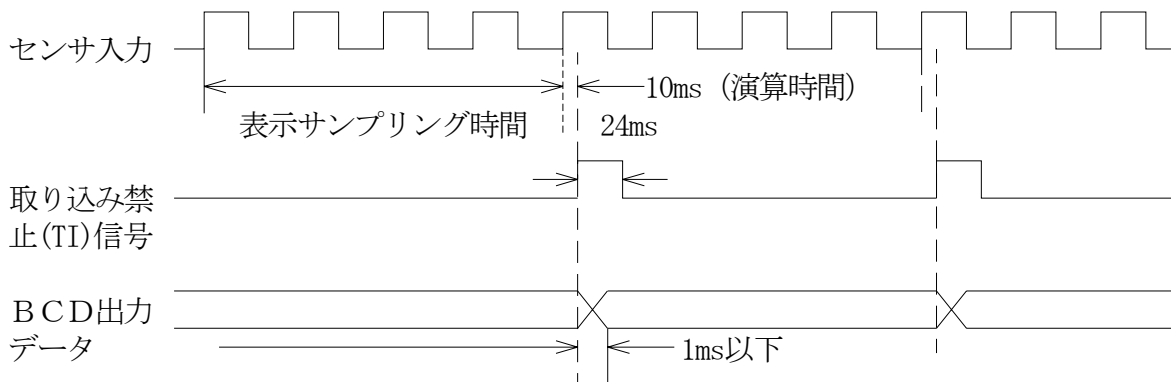 センサ入力
10ms (演算時間)
表示サンプリング時間
24ms
取り込み禁
止(TI)信号
ＢＣＤ出力
データ
1ms以下